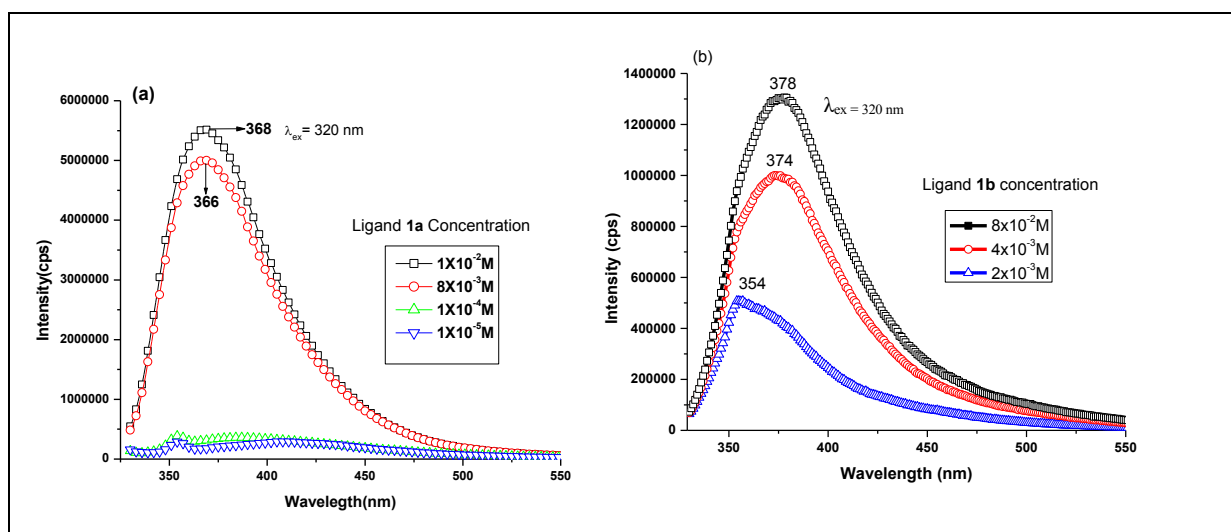 (a)
6000000
5000000
4000000
3000000
2000000
1000000
0
Intensity(cps)
368
λex= 320 nm
366
Ligand 1a Concentration
1X10⁻²M
8X10⁻³M
1X10⁻⁴M
1X10⁻⁵M
350 400 450 500 550
Wavelegth(nm)
(b)
1400000
1200000
1000000
800000
600000
400000
200000
0
Intensity (cps)
378
λex = 320 nm
374
354
Ligand 1b concentration
8x10⁻²M
4x10⁻³M
2x10⁻³M
350 400 450 500 550
Wavelength (nm)